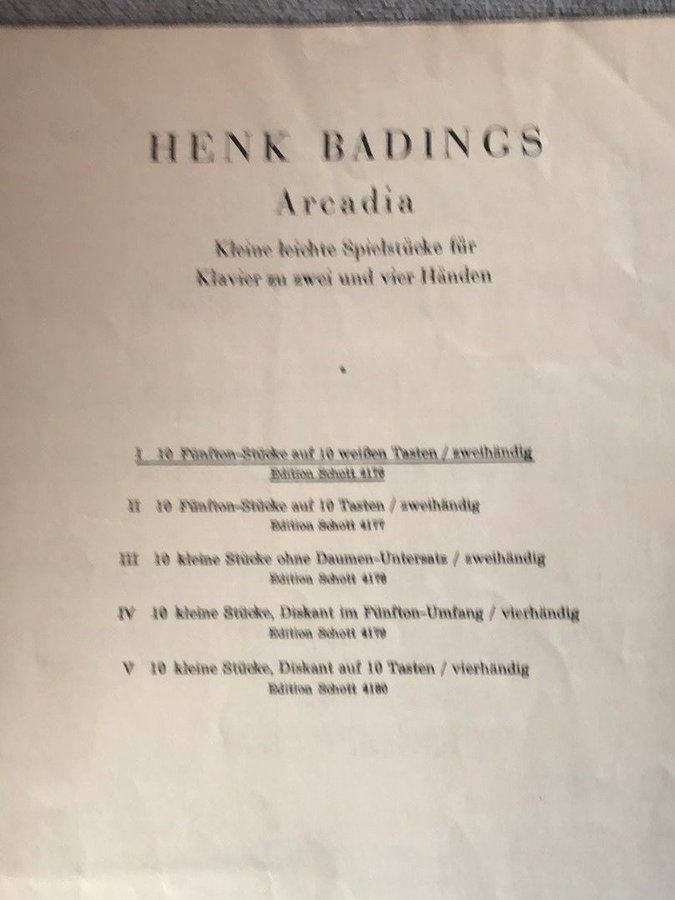 HENK BADINGS
Arcadia
Kleine leichte Spielstücke für
Klavier zu zwei und vier Händen
I 10 Fünfton-Stücke auf 10 weißen Tasten / zweihändig
Edition Schott 4176
II 10 Fünfton-Stücke auf 10 Tasten / zweihändig
Edition Schott 4177
III 10 kleine Stücke ohne Daumen-Untersatz / zweihändig
Edition Schott 4178
IV 10 kleine Stücke, Diskant im Fünfton-Umfang / vierhändig
Edition Schott 4179
V 10 kleine Stücke, Diskant auf 10 Tasten / vierhändig
Edition Schott 4180